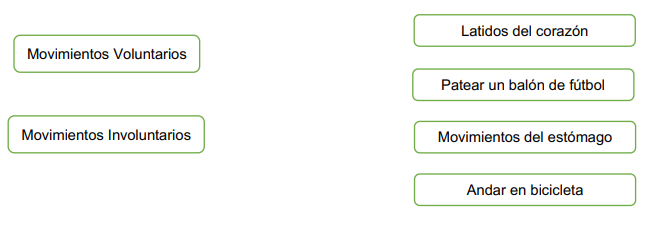 Movimientos Voluntarios
Movimientos Involuntarios
Latidos del corazón
Patear un balón de fútbol
Movimientos del estómago
Andar en bicicleta